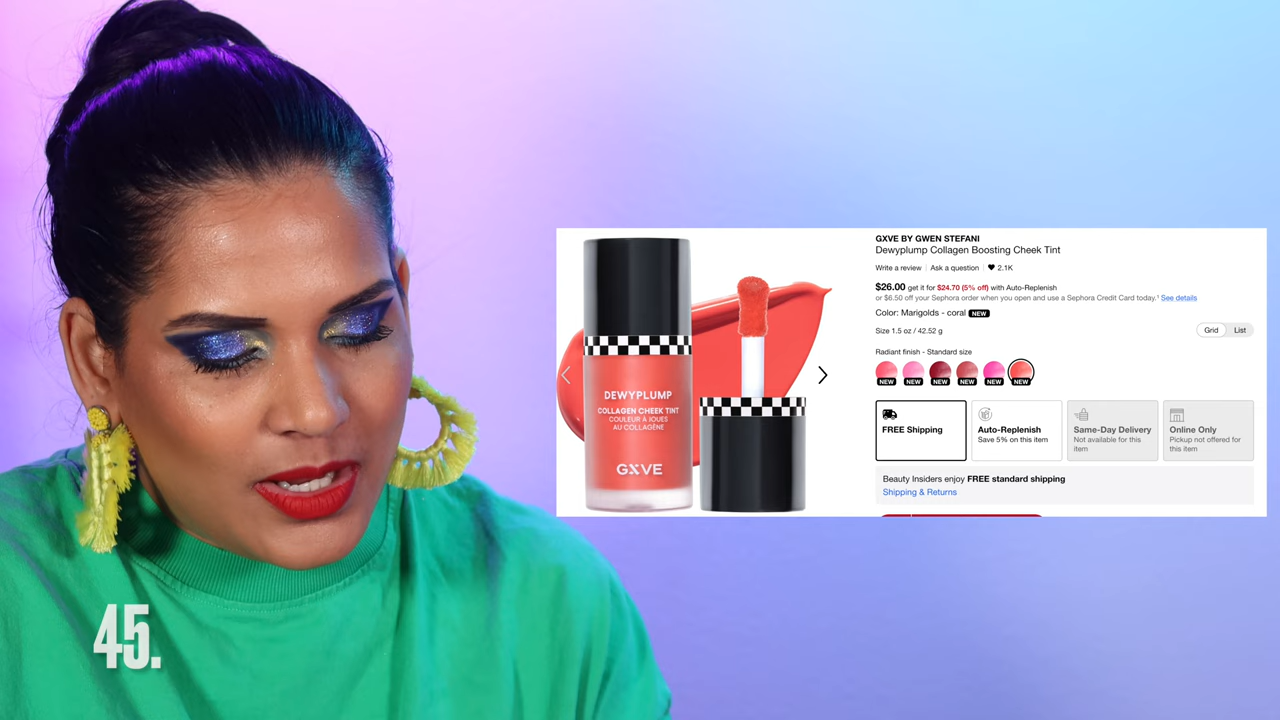 GXVE BY GWEN STEFANI
Dewyplump Collagen Boosting Cheek Tint
Write a review | Ask a question | 2.1K
$26.00 get it for $24.70 (5% off) with Auto-Replenish
or $6.50 off your Sephora order when you open and use a Sephora Credit Card today.¹ See details
Color: Marigolds - coral NEW
Size 1.5 oz / 42.52 g
Grid List
Radiant finish - Standard size
NEW NEW NEW NEW NEW NEW
FREE Shipping
Auto-Replenish
Save 5% on this item
Same-Day Delivery
Not available for this
item
Online Only
Pickup not offered for
this item
Beauty Insiders enjoy FREE standard shipping
Shipping & Returns
DEWYPLUMP
COLLAGEN CHEEK TINT
COULEUR À JOUES
AU COLLAGÈNE
GXVE
45.